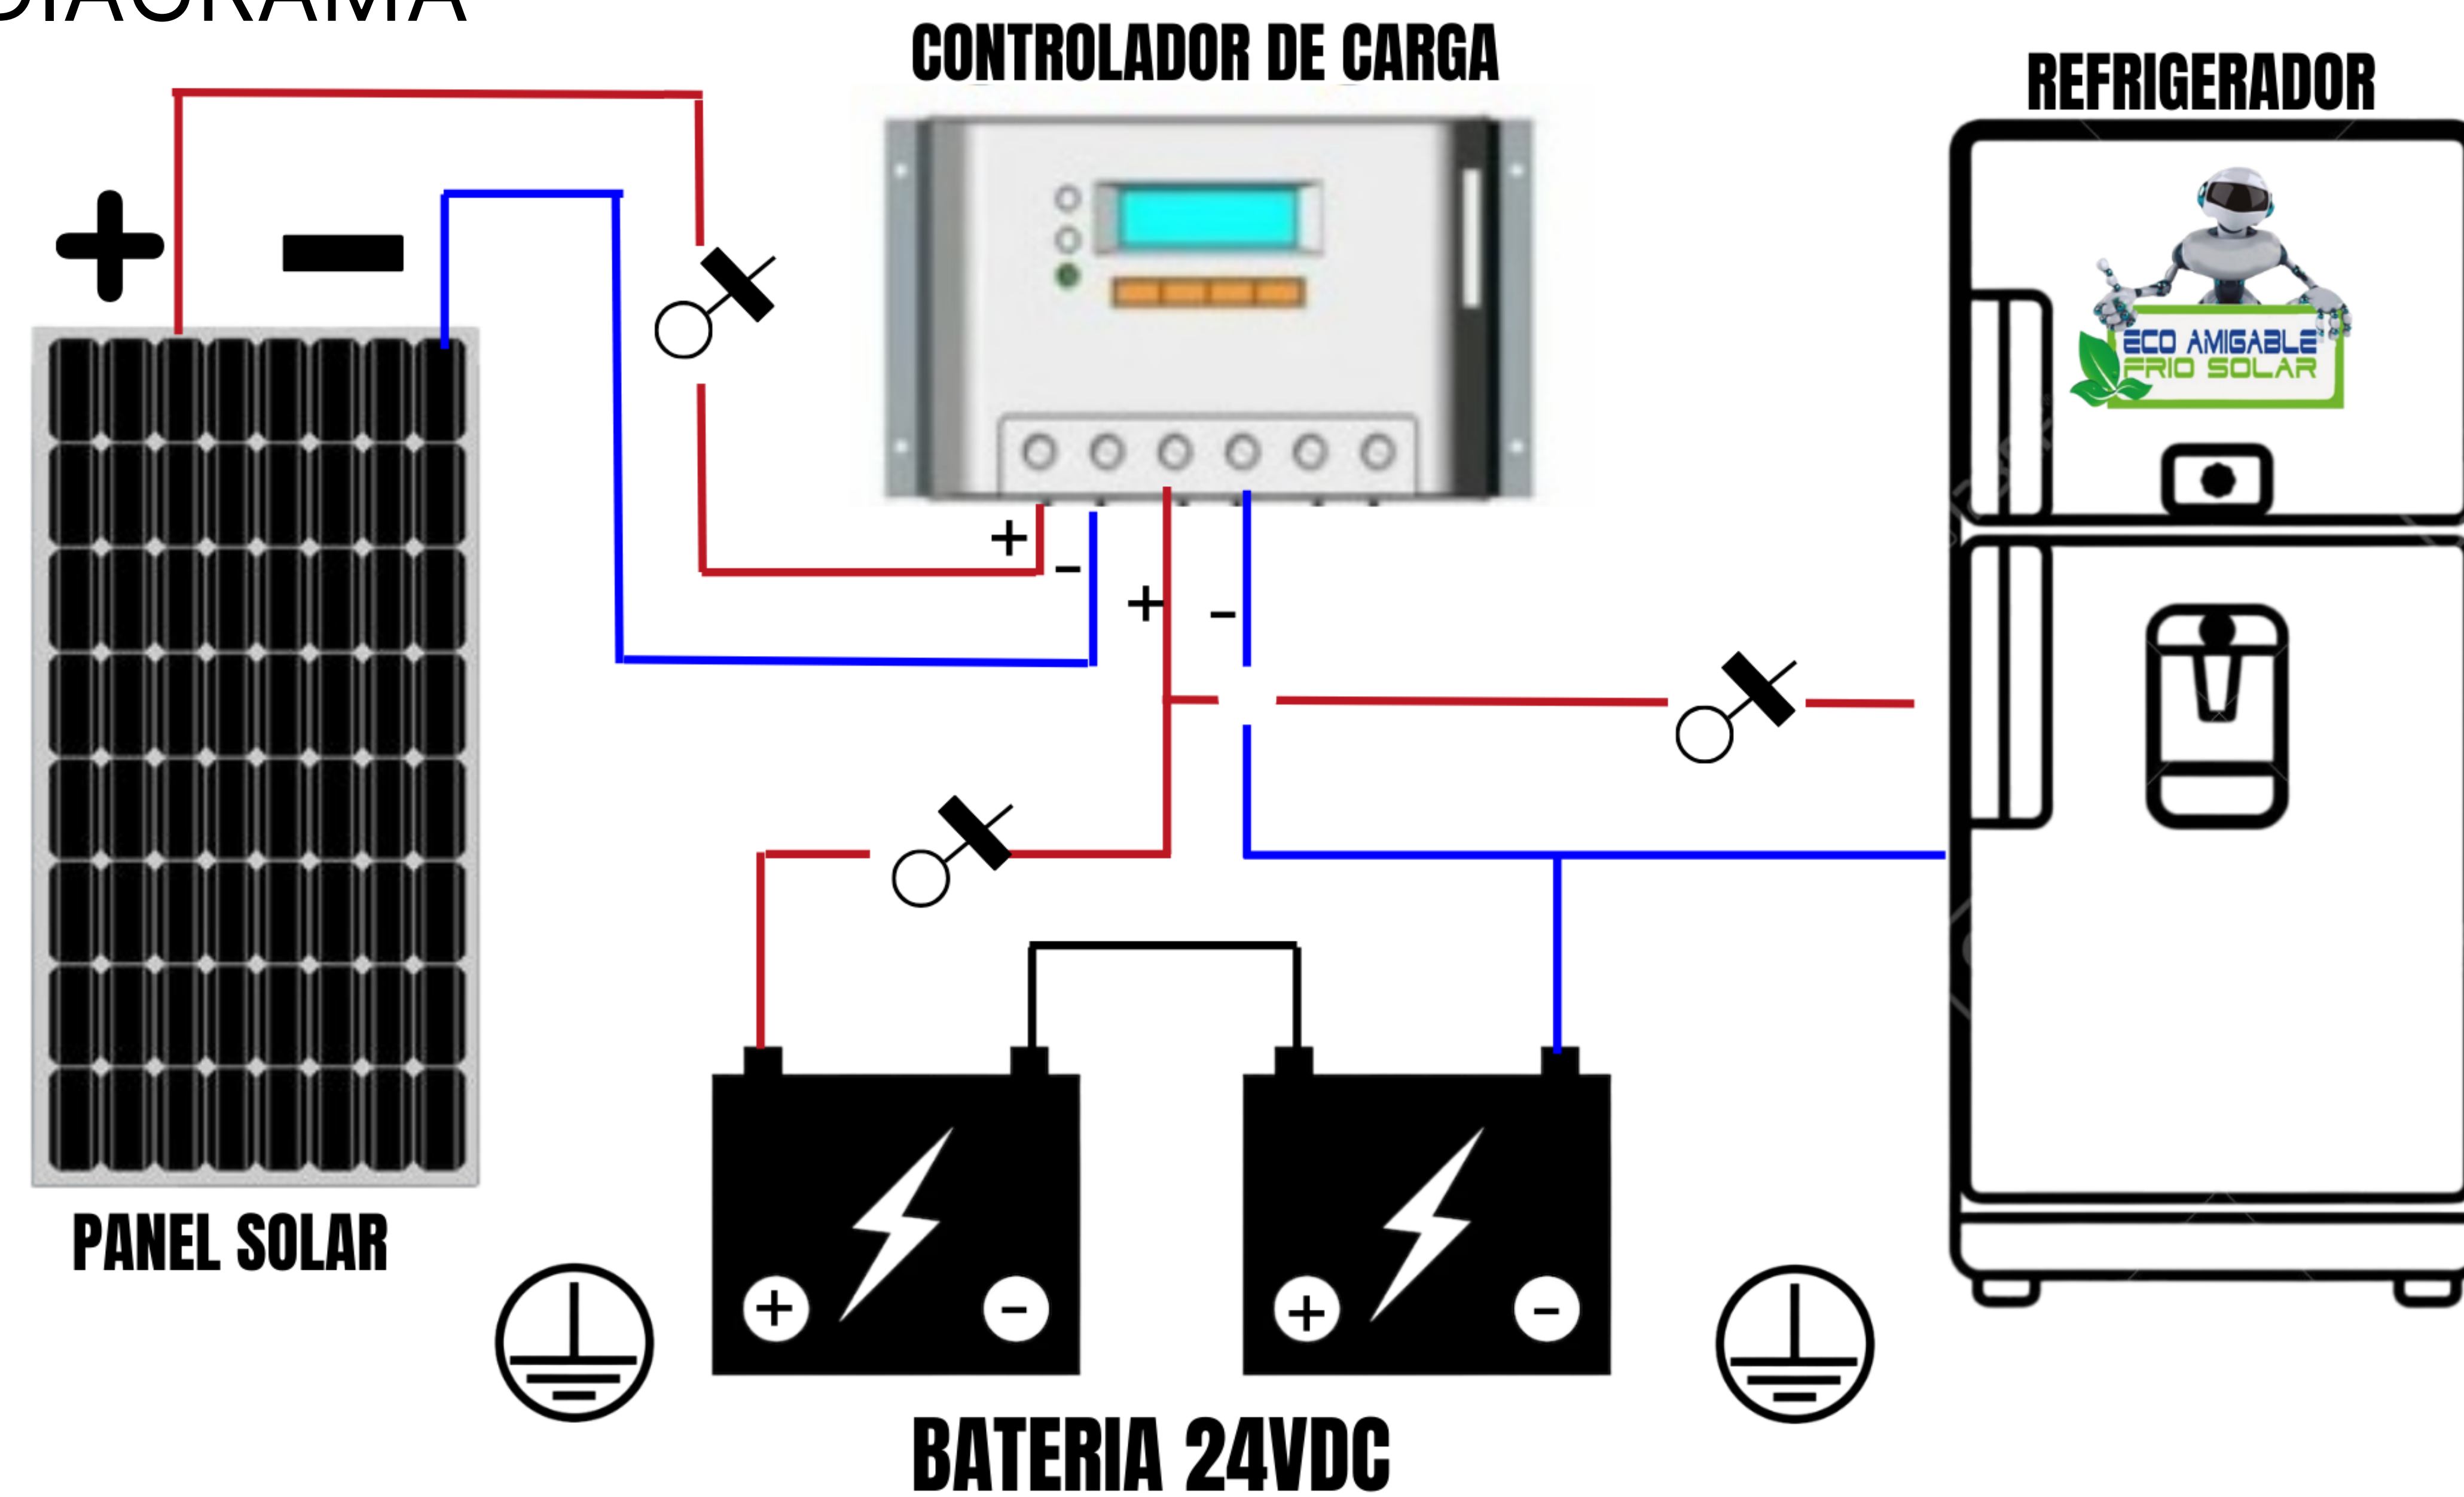 DIAGRAMA
CONTROLADOR DE CARGA
REFRIGERADOR
+ −
ECO AMIGABLE
FRIO SOLAR
+ −
+ −
PANEL SOLAR
+ − + −
BATERIA 24VDC